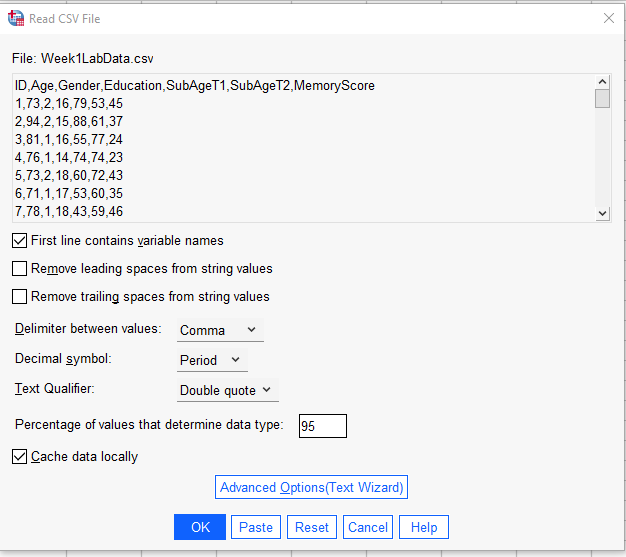 Read CSV File
File: Week1LabData.csv
ID,Age,Gender,Education,SubAgeT1,SubAgeT2,MemoryScore
1,73,2,16,79,53,45
2,94,2,15,88,61,37
3,81,1,16,55,77,24
4,76,1,14,74,74,23
5,73,2,18,60,72,43
6,71,1,17,53,60,35
7,78,1,18,43,59,46
First line contains variable names
Remove leading spaces from string values
Remove trailing spaces from string values
Delimiter between values: Comma
Decimal symbol: Period
Text Qualifier: Double quote
Percentage of values that determine data type: 95
Cache data locally
Advanced Options(Text Wizard)
OK Paste Reset Cancel Help